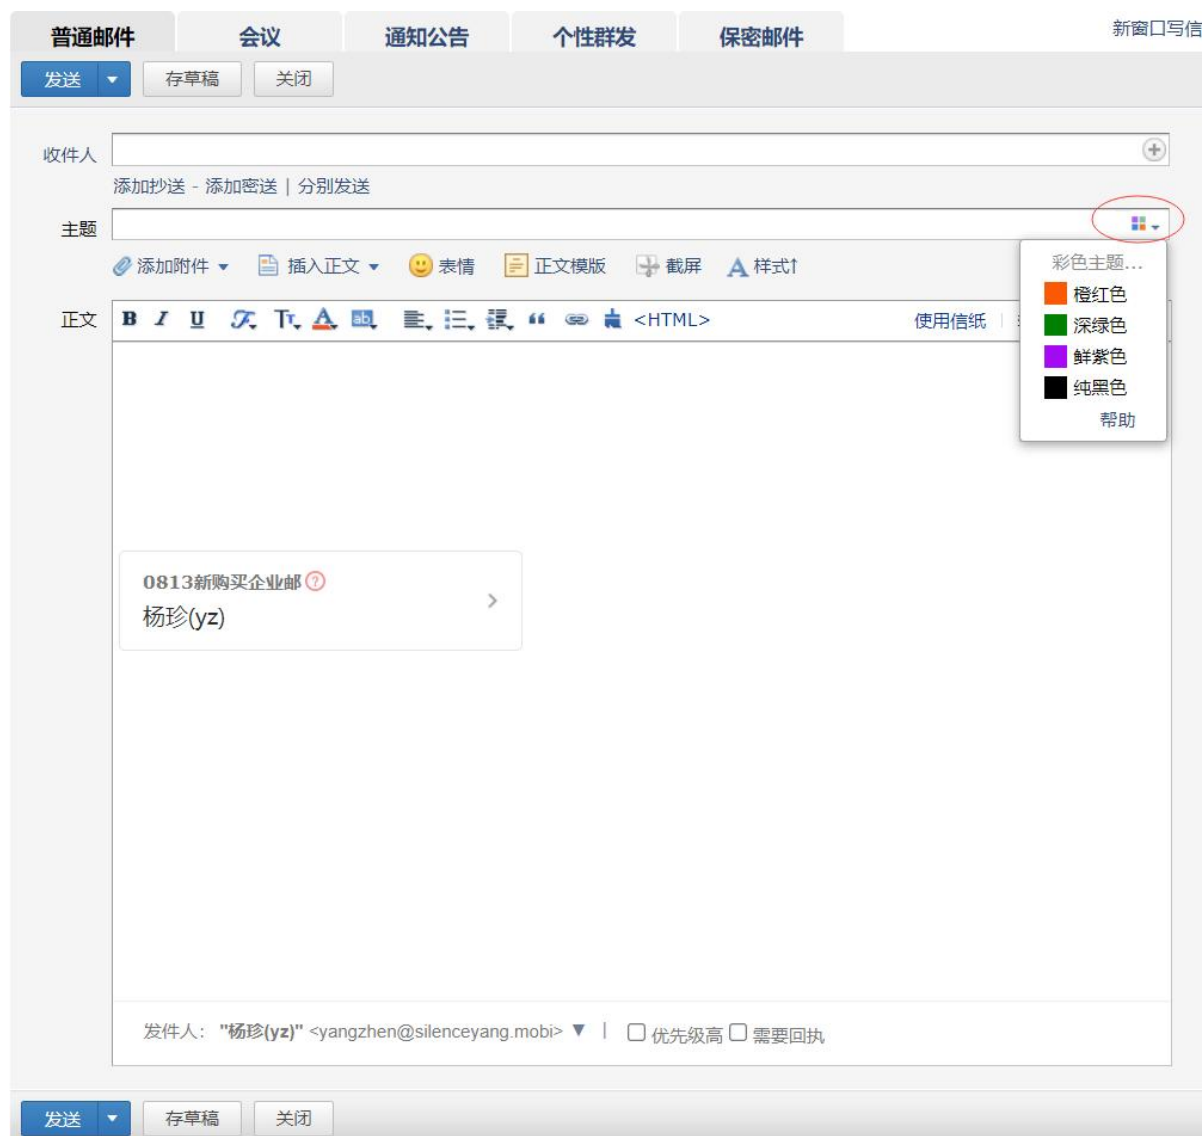 普通邮件 会议 通知公告 个性群发 保密邮件 新窗口写信
发送 存草稿 关闭
收件人
添加抄送 - 添加密送 | 分别发送
主题
添加附件 插入正文 表情 正文模版 截屏 A 样式↑
彩色主题...
橙红色
深绿色
鲜紫色
纯黑色
帮助
正文 B I U <HTML> 使用信纸
0813新购买企业邮
杨珍(yz)
发件人: "杨珍(yz)" <yangzhen@silenceyang.mobi> ▼ | 优先级高 需要回执
发送 存草稿 关闭